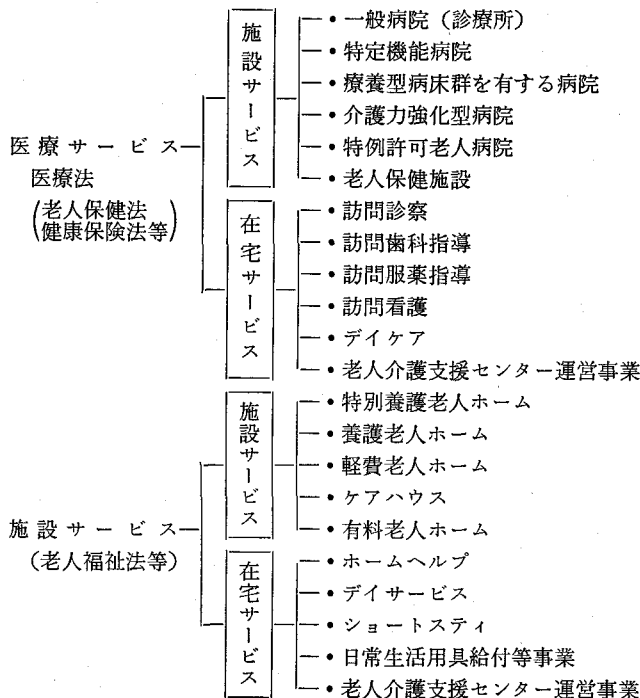 医療サービス
医療法
(老人保健法
健康保険法等)
施設サービス
・一般病院（診療所）
・特定機能病院
・療養型病床群を有する病院
・介護力強化型病院
・特例許可老人病院
・老人保健施設
在宅サービス
・訪問診察
・訪問歯科指導
・訪問服薬指導
・訪問看護
・デイケア
・老人介護支援センター運営事業
施設サービス
(老人福祉法等)
施設サービス
・特別養護老人ホーム
・養護老人ホーム
・軽費老人ホーム
・ケアハウス
・有料老人ホーム
在宅サービス
・ホームヘルプ
・デイサービス
・ショートスティ
・日常生活用具給付等事業
・老人介護支援センター運営事業